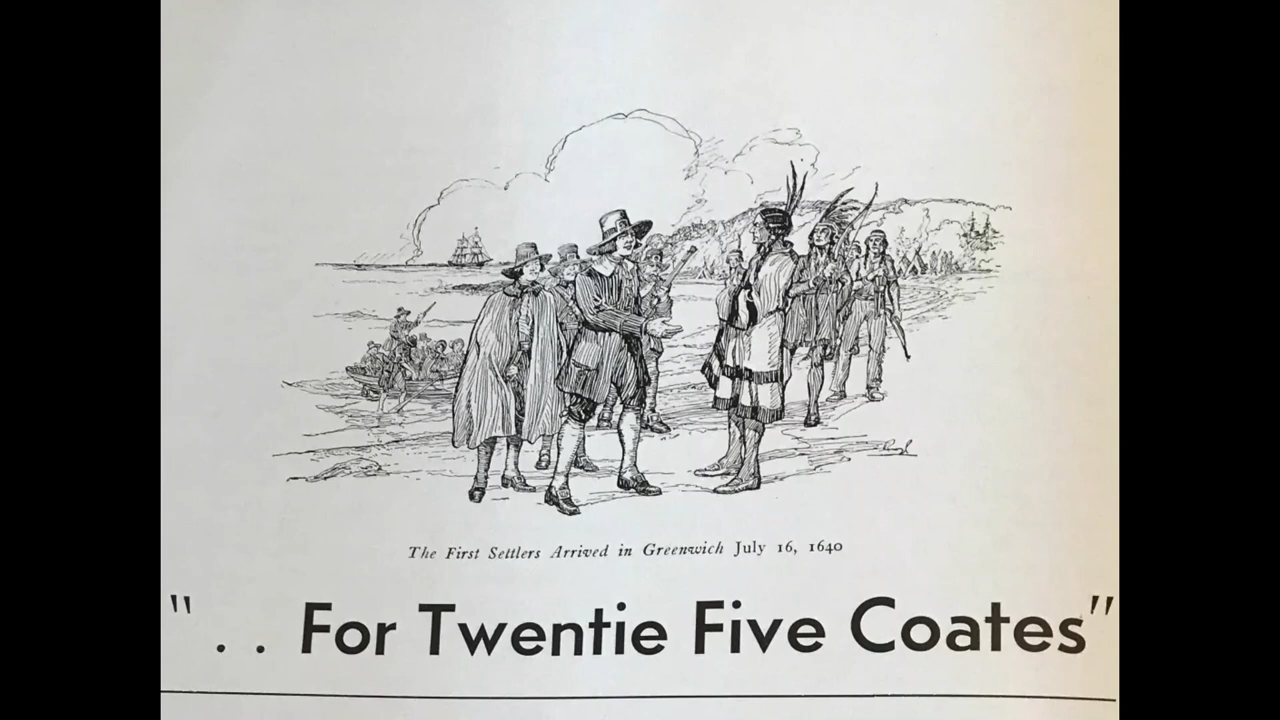 The First Settlers Arrived in Greenwich July 16, 1640
". . For Twentie Five Coates"